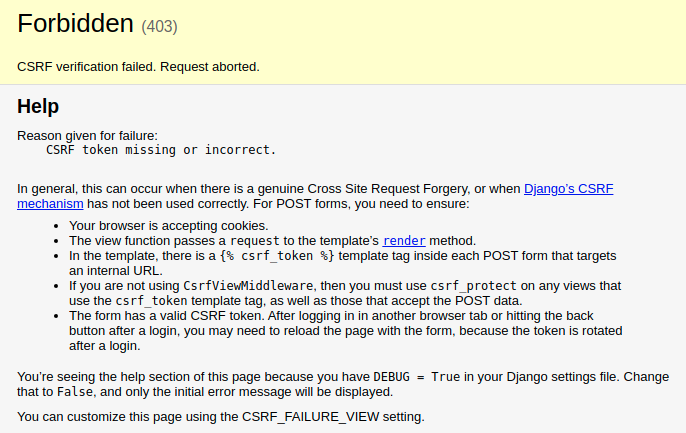 Forbidden (403)
CSRF verification failed. Request aborted.
Help
Reason given for failure:
CSRF token missing or incorrect.
In general, this can occur when there is a genuine Cross Site Request Forgery, or when Django's CSRF
mechanism has not been used correctly. For POST forms, you need to ensure:
• Your browser is accepting cookies.
• The view function passes a request to the template's render method.
• In the template, there is a {% csrf_token %} template tag inside each POST form that targets
an internal URL.
• If you are not using CsrfViewMiddleware, then you must use csrf_protect on any views that
use the csrf_token template tag, as well as those that accept the POST data.
• The form has a valid CSRF token. After logging in in another browser tab or hitting the back
button after a login, you may need to reload the page with the form, because the token is rotated
after a login.
You're seeing the help section of this page because you have DEBUG = True in your Django settings file. Change
that to False, and only the initial error message will be displayed.
You can customize this page using the CSRF_FAILURE_VIEW setting.